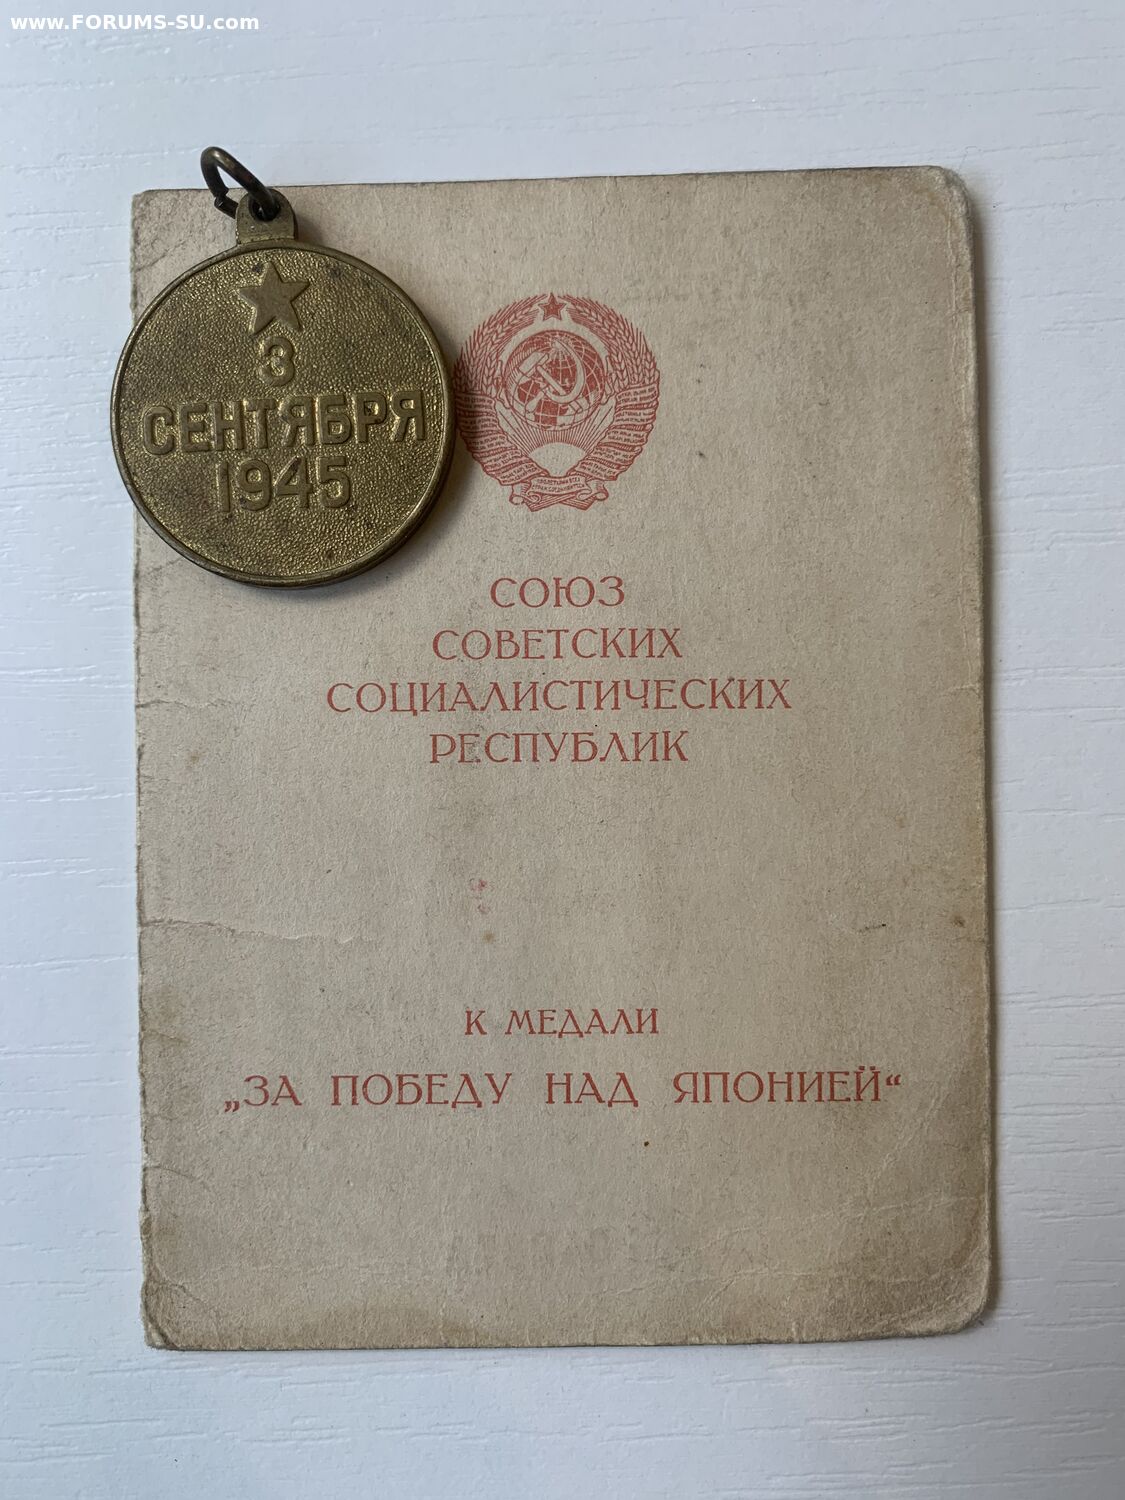 www.FORUMS-SU.com
3
СЕНТЯБРЯ
1945
СОЮЗ
СОВЕТСКИХ
СОЦИАЛИСТИЧЕСКИХ
РЕСПУБЛИК
К МЕДАЛИ
„ЗА ПОБЕДУ НАД ЯПОНИЕЙ“